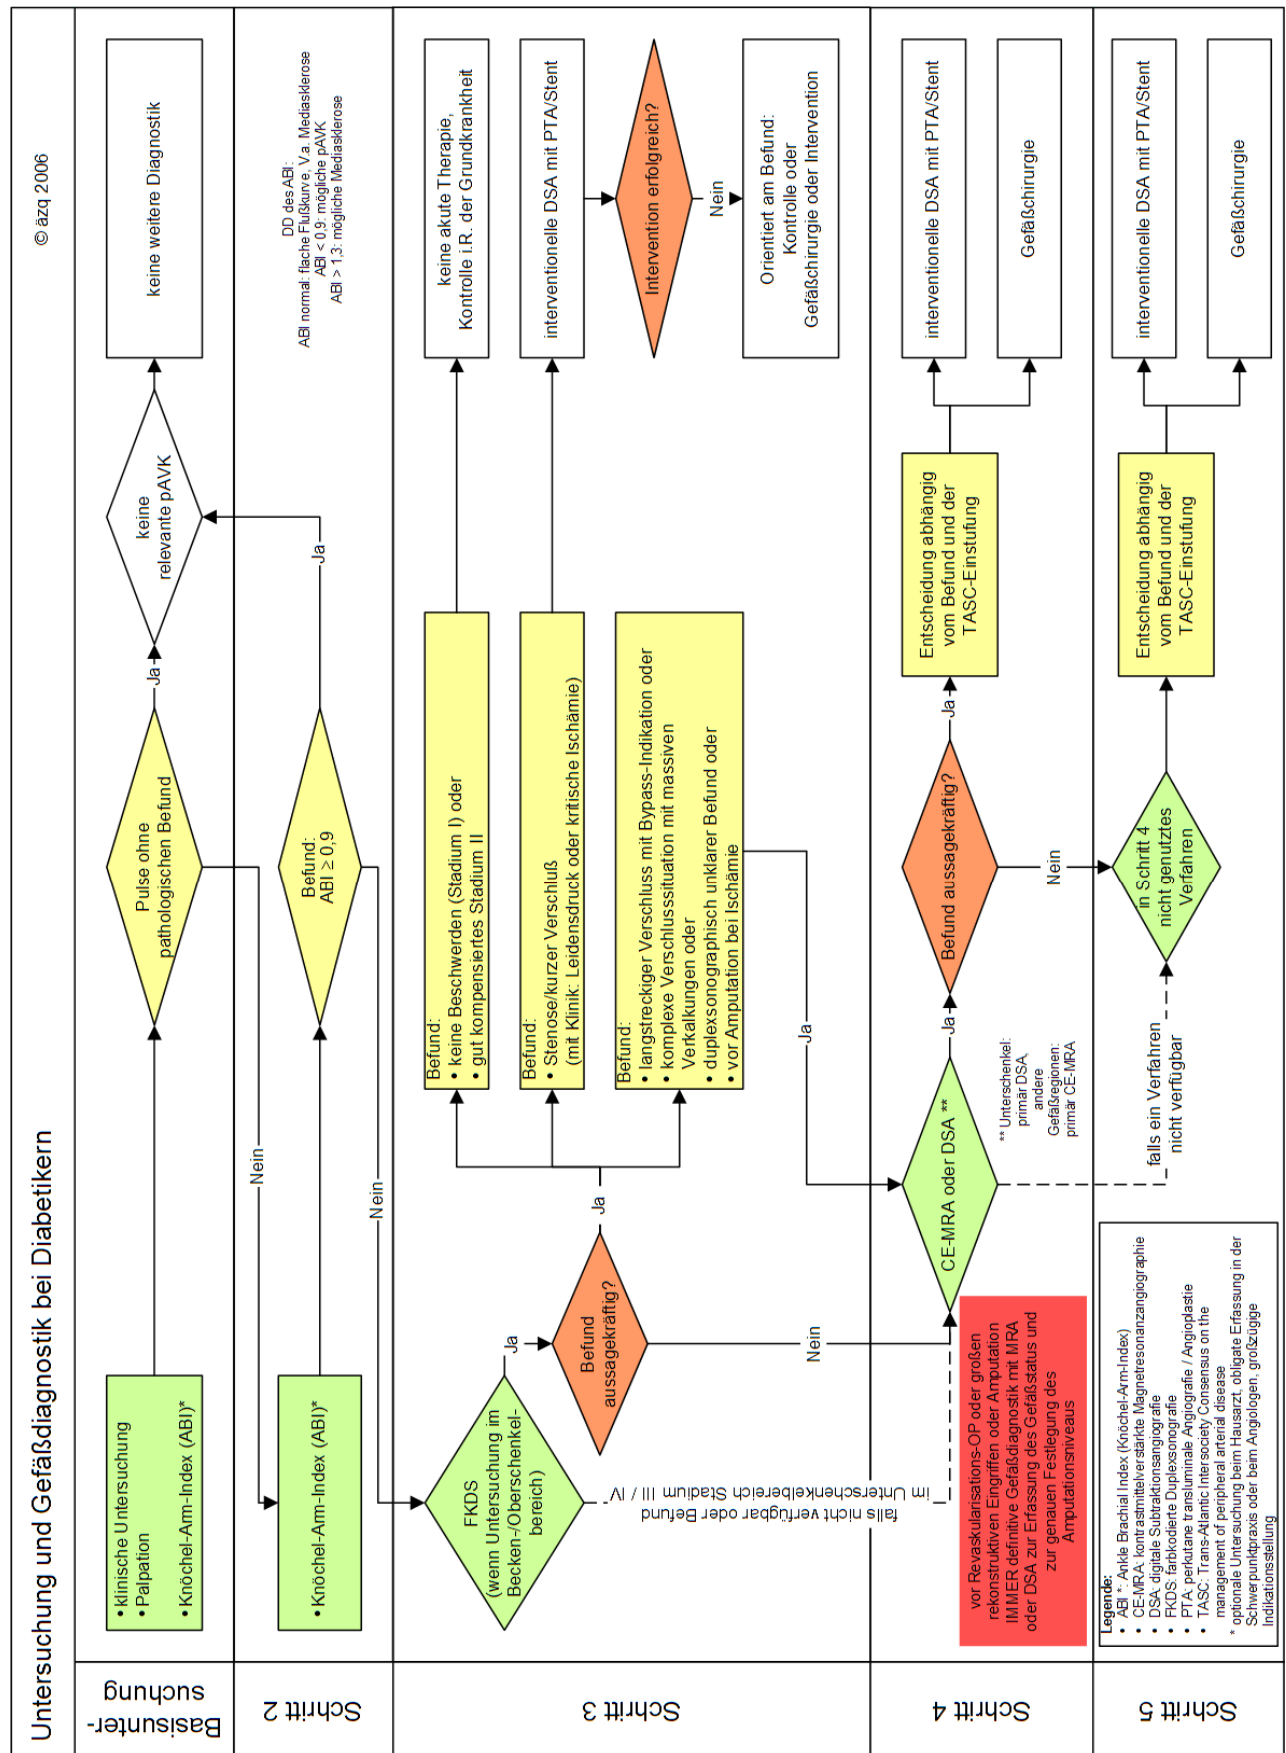 Untersuchung und Gefäßdiagnostik bei Diabetikern
© äzq 2006
Basisunter-
suchung
• klinische Untersuchung
• Palpation
• Knöchel-Arm-Index (ABI)*
Pulse ohne
pathologischen Befund
Ja
Nein
keine
relevante pAVK
keine weitere Diagnostik
Schritt 2
• Knöchel-Arm-Index (ABI)*
Befund:
ABI ≥ 0,9
Ja
Nein
DD des ABI:
ABI normal: flache Flußkurve, V.a. Mediasklerose
ABI < 0,9: mögliche pAVK
ABI > 1,3: mögliche Mediasklerose
Schritt 3
FKDS
(wenn Untersuchung im
Becken-/Oberschenkel-
bereich)
Ja
Befund
aussagekräftig?
Ja
Nein
falls nicht verfügbar oder Befund
im Unterschenkelbereich Stadium III / IV
Befund:
• keine Beschwerden (Stadium I) oder
• gut kompensiertes Stadium II
keine akute Therapie,
Kontrolle i.R. der Grundkrankheit
Befund:
• Stenose/kurzer Verschluß
(mit Klinik: Leidensdruck oder kritische Ischämie)
interventionelle DSA mit PTA/Stent
Intervention erfolgreich?
Nein
Orientiert am Befund:
Kontrolle oder
Gefäßchirurgie oder Intervention
Befund:
• langstreckiger Verschluss mit Bypass-Indikation oder
• komplexe Verschlusssituation mit massiven
Verkalkungen oder
• duplexsonographisch unklarer Befund oder
• vor Amputation bei Ischämie
Ja
Schritt 4
vor Revaskularisations-OP oder großen
rekonstruktiven Eingriffen oder Amputation
IMMER definitive Gefäßdiagnostik mit MRA
oder DSA zur Erfassung des Gefäßstatus und
zur genauen Festlegung des
Amputationsniveaus
CE-MRA oder DSA **
** Unterschenkel:
primär DSA,
andere
Gefäßregionen:
primär CE-MRA
Ja
Befund aussagekräftig?
Ja
Nein
Entscheidung abhängig
vom Befund und der
TASC-Einstufung
interventionelle DSA mit PTA/Stent
Gefäßchirurgie
Schritt 5
falls ein Verfahren
nicht verfügbar
in Schritt 4
nicht genutztes
Verfahren
Entscheidung abhängig
vom Befund und der
TASC-Einstufung
interventionelle DSA mit PTA/Stent
Gefäßchirurgie
Legende:
• ABI *: Ankle Brachial Index (Knöchel-Arm-Index)
• CE-MRA: kontrastmittelverstärkte Magnetresonanzangiographie
• DSA: digitale Subtraktionsangiografie
• FKDS: farbkodierte Duplexsonografie
• PTA: perkutane transluminale Angiografie / Angioplastie
• TASC: Trans-Atlantic Intersociety Consensus on the
management of peripheral arterial disease
* optionale Untersuchung beim Hausarzt, obligate Erfassung in der
Schwerpunktpraxis oder beim Angiologen, großzügige
Indikationsstellung